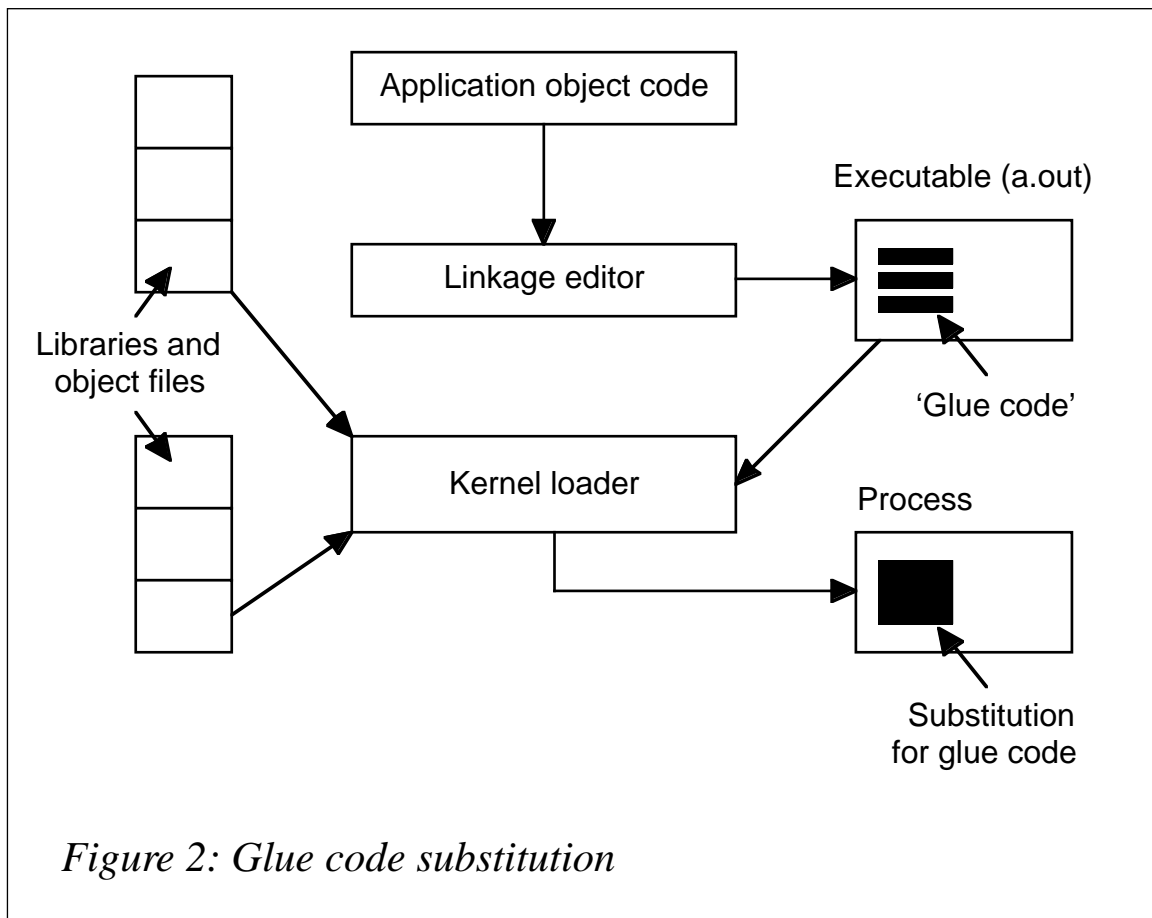 Application object code
Executable (a.out)
Linkage editor
Libraries and
object files
‘Glue code’
Kernel loader
Process
Substitution
for glue code
Figure 2: Glue code substitution